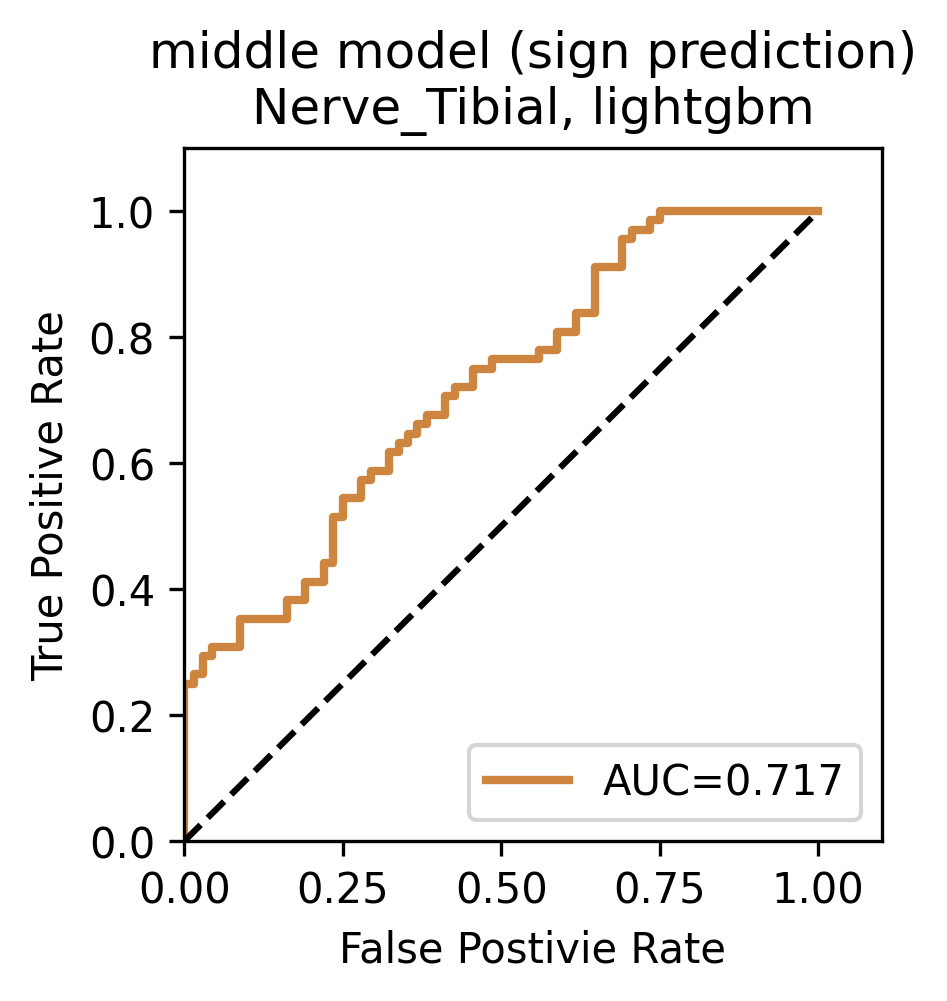 middle model (sign prediction)
Nerve_Tibial, lightgbm
True Positive Rate
1.0
0.8
0.6
0.4
0.2
0.0
AUC=0.717
0.00 0.25 0.50 0.75 1.00
False Postivie Rate